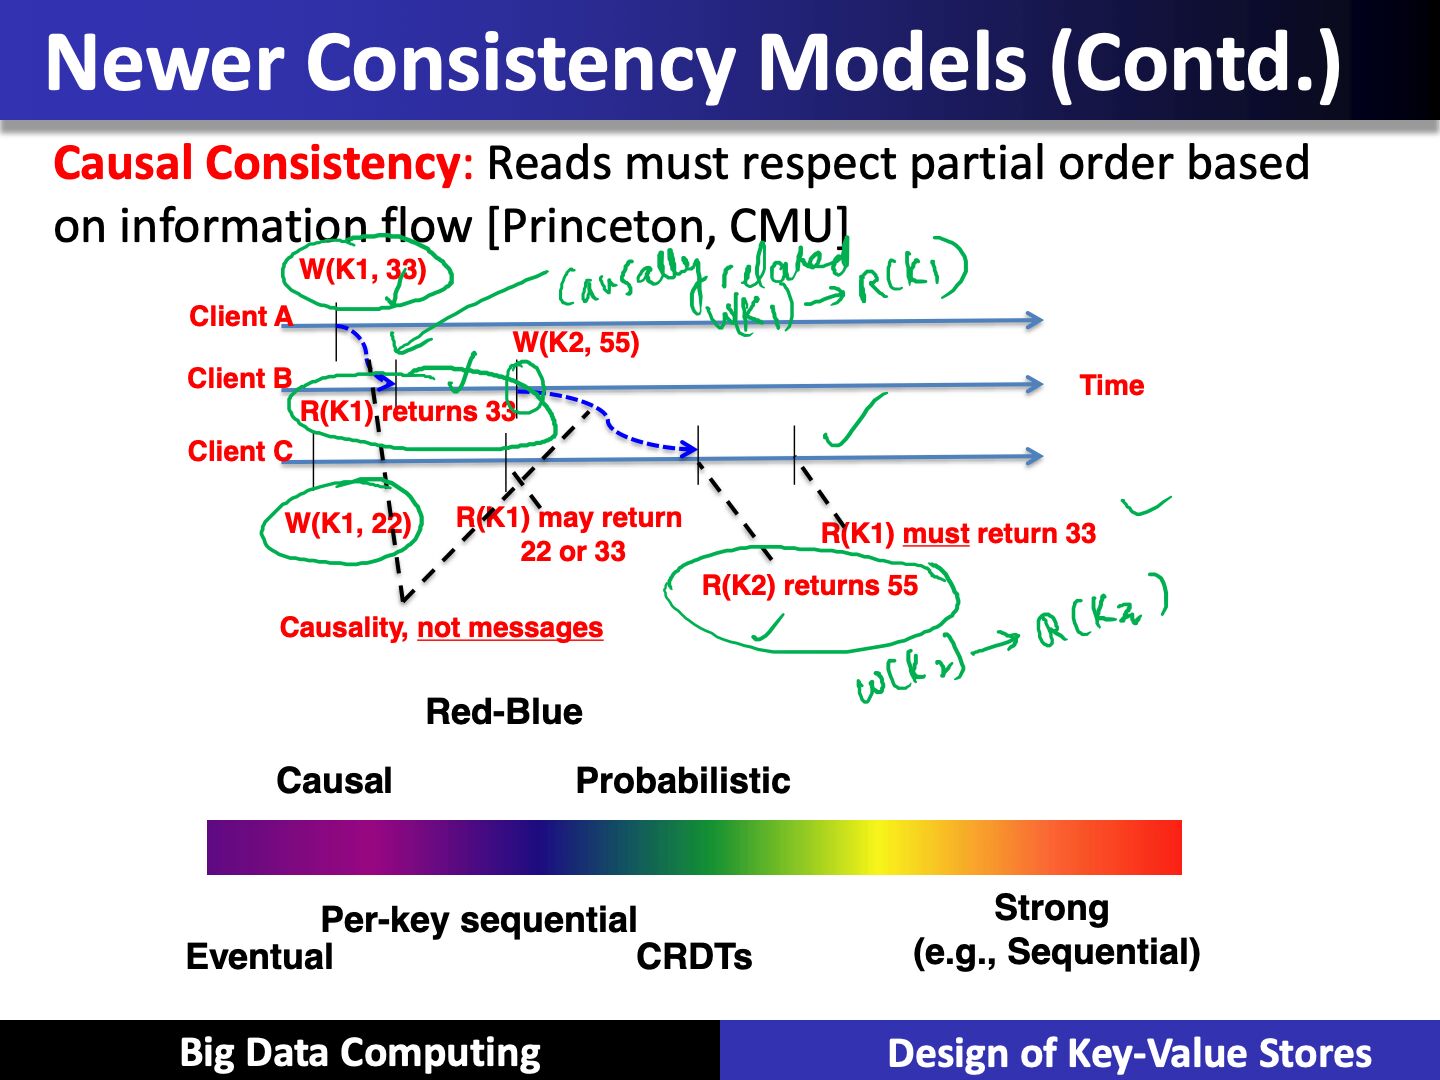 Newer Consistency Models (Contd.)
Causal Consistency: Reads must respect partial order based
on information flow [Princeton, CMU]
W(K1, 33)
Causally related
W(K1) → R(K1)
Client A
W(K2, 55)
Client B
Time
R(K1) returns 33
Client C
W(K1, 22)
R(K1) may return
22 or 33
R(K1) must return 33
R(K2) returns 55
W(K2) → R(K2)
Causality, not messages
Red-Blue
Causal
Probabilistic
Per-key sequential
Strong
(e.g., Sequential)
Eventual
CRDTs
Big Data Computing
Design of Key-Value Stores